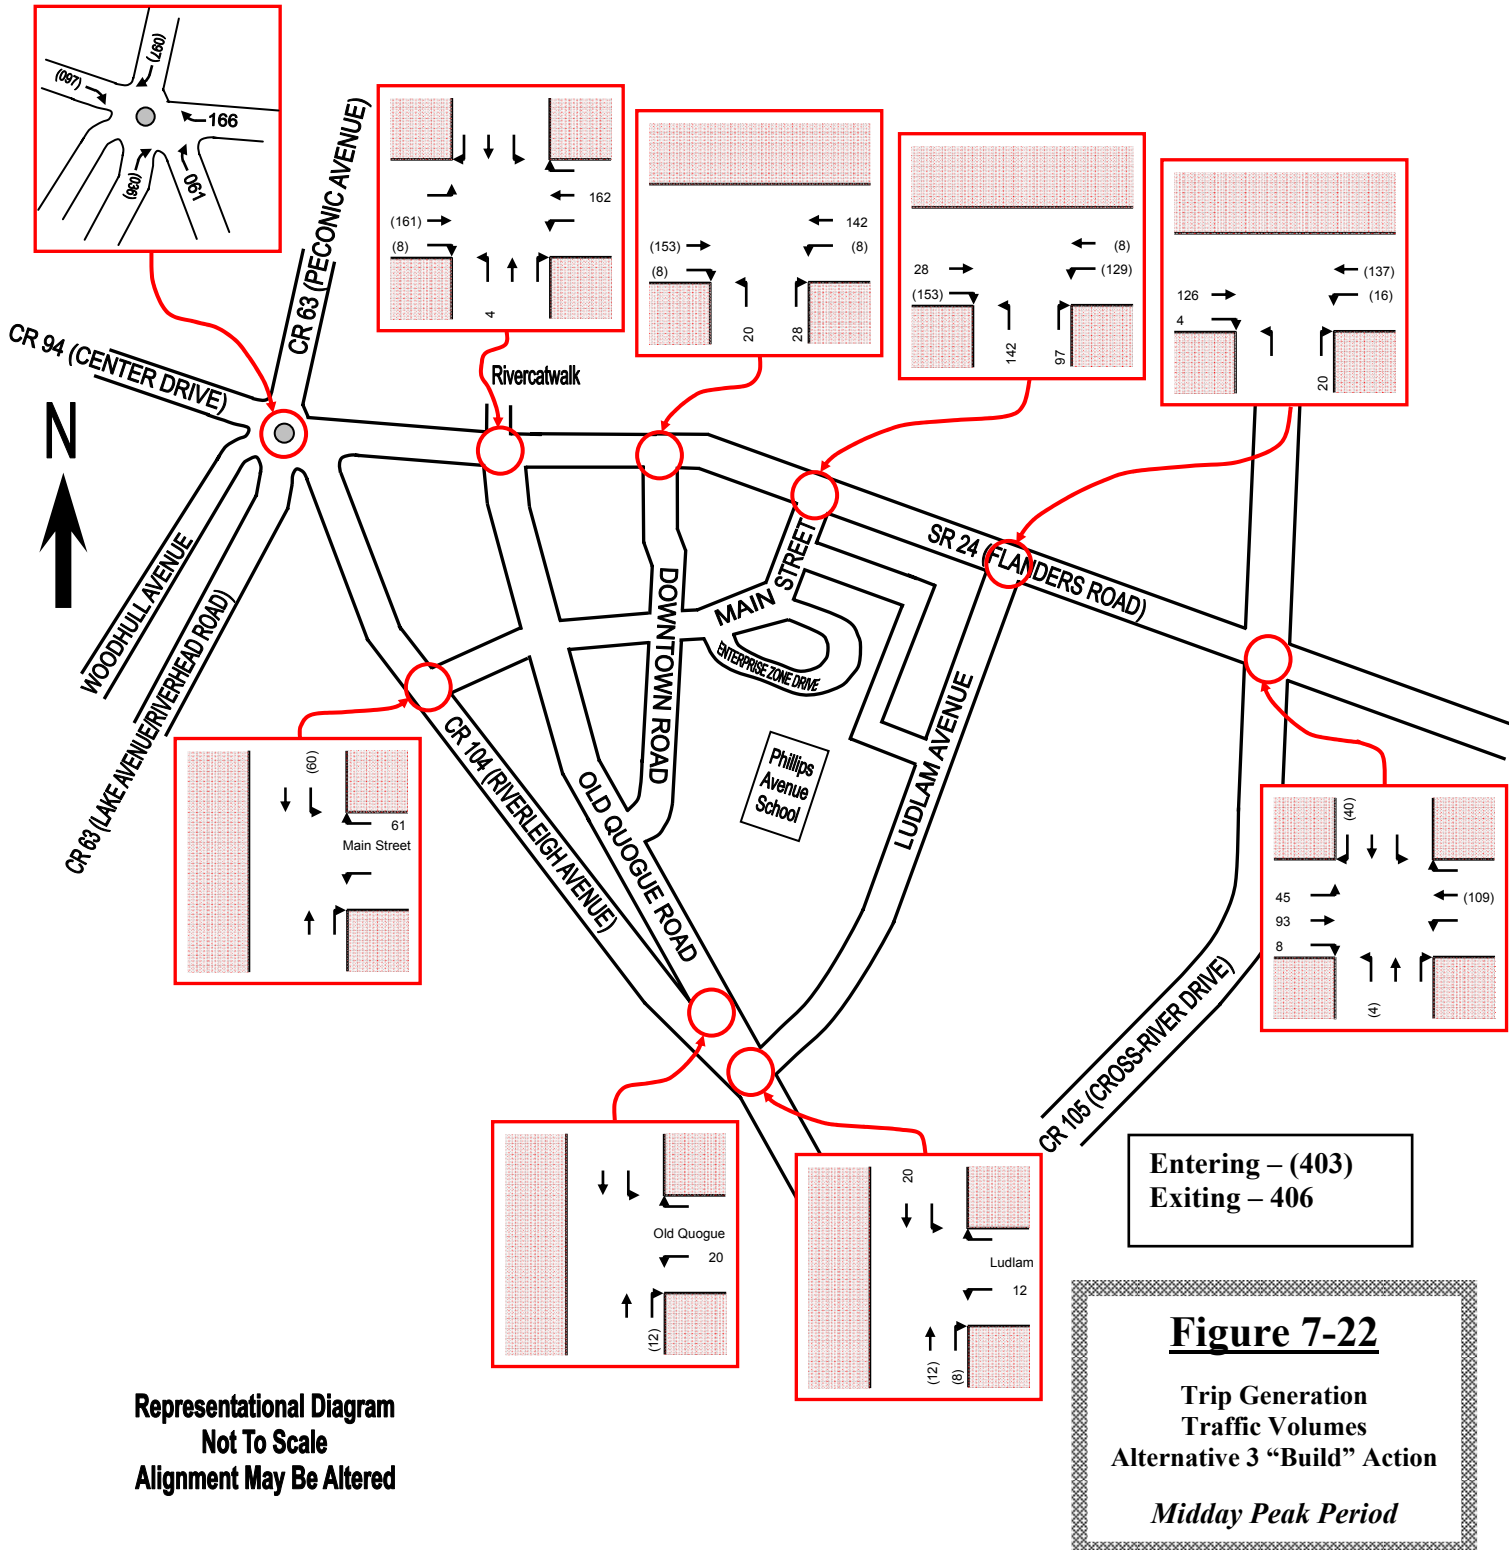 (097)
(097)
166
(036)
061
CR 94 (CENTER DRIVE)
CR 63 (PECONIC AVENUE)
N
WOODHULL AVENUE
CR 63 (LAKE AVENUE/RIVERHEAD ROAD)
162
(161)
(8)
4
Rivercatwalk
142
(153)
(8)
(8)
20
28
(8)
28
(129)
(153)
142
97
(137)
126
(16)
4
20
SR 24 (FLANDERS ROAD)
MAIN STREET
ENTERPRISE ZONE DRIVE
DOWNTOWN ROAD
OLD QUOGUE ROAD
CR 104 (RIVERLEIGH AVENUE)
LUDLAM AVENUE
Phillips
Avenue
School
CR 105 (CROSS-RIVER DRIVE)
(60)
61
Main Street
(40)
45
(109)
93
8
(4)
Old Quogue
20
(12)
20
Ludlam
12
(12)
(8)
Entering – (403)
Exiting – 406
Representational Diagram
Not To Scale
Alignment May Be Altered
Figure 7-22
Trip Generation
Traffic Volumes
Alternative 3 “Build” Action
Midday Peak Period